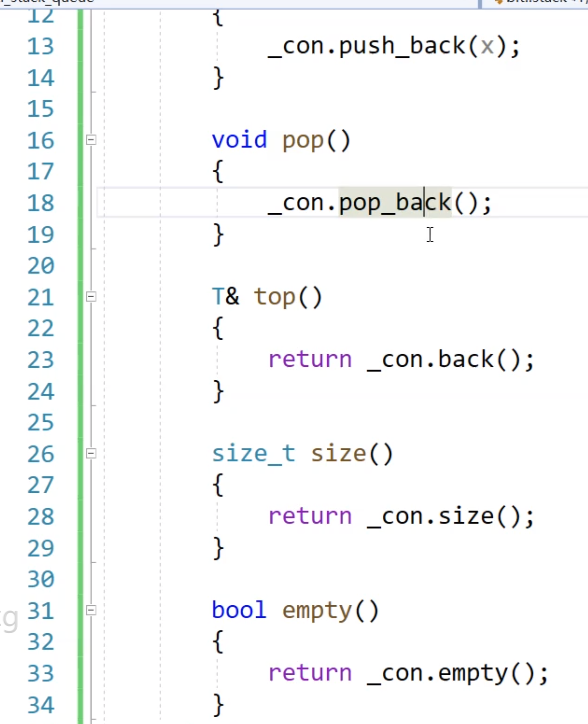 _stack_queue
12 {
13 _con.push_back(x);
14 }
15
16 void pop()
17 {
18 _con.pop_back();
19 }
20
21 T& top()
22 {
23 return _con.back();
24 }
25
26 size_t size()
27 {
28 return _con.size();
29 }
30
31 bool empty()
32 {
33 return _con.empty();
34 }